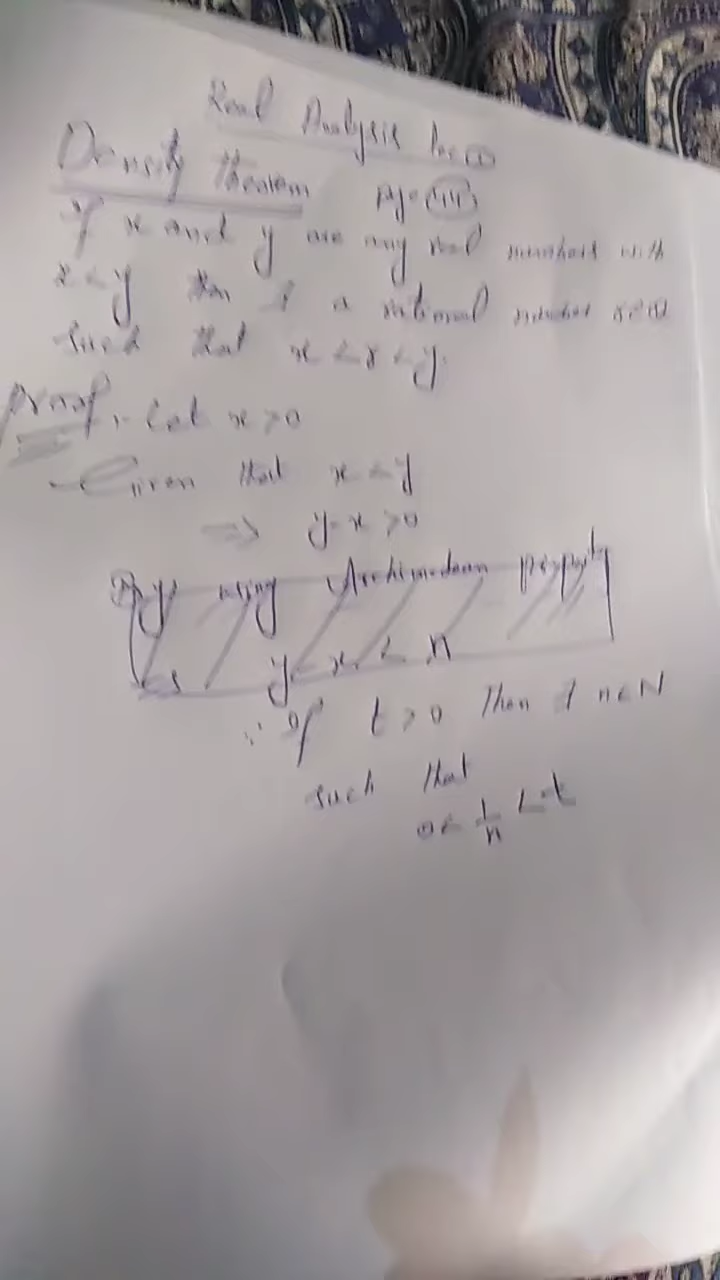 Real Analysis Lec ①
Density theorem
If x and y are any real numbers with
x < y then ∃ a rational number r∈Q
such that x < r < y.
Proof:- Let x > 0
Given that x < y
⇒ y - x > 0
By using Archimedean property
y - x < n
∵ If t > 0 Then ∃ n∈N
such that
0 < 1/n < t